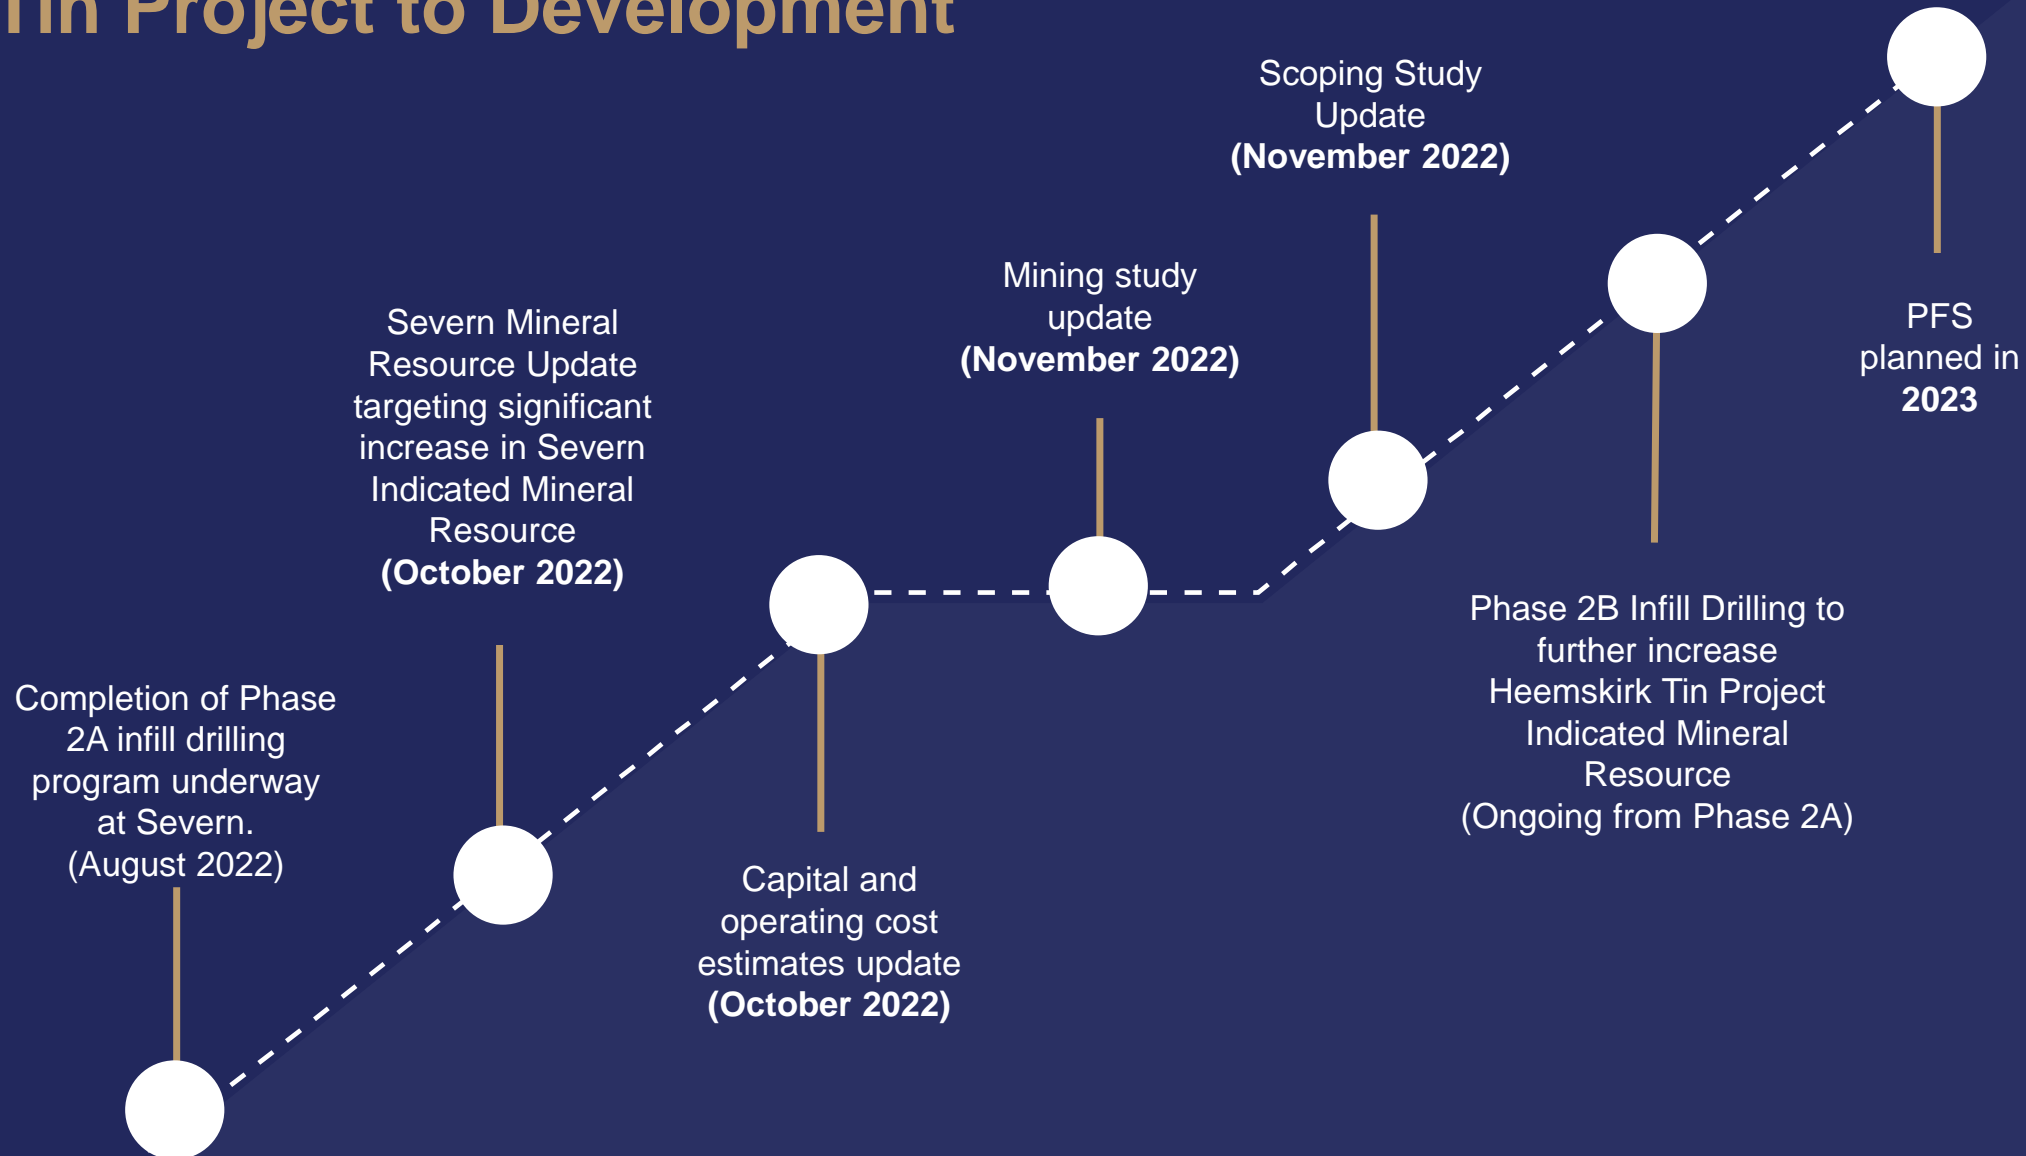 Tin Project to Development
Completion of Phase
2A infill drilling
program underway
at Severn.
(August 2022)
Severn Mineral
Resource Update
targeting significant
increase in Severn
Indicated Mineral
Resource
(October 2022)
Capital and
operating cost
estimates update
(October 2022)
Mining study
update
(November 2022)
Scoping Study
Update
(November 2022)
Phase 2B Infill Drilling to
further increase
Heemskirk Tin Project
Indicated Mineral
Resource
(Ongoing from Phase 2A)
PFS
planned in
2023